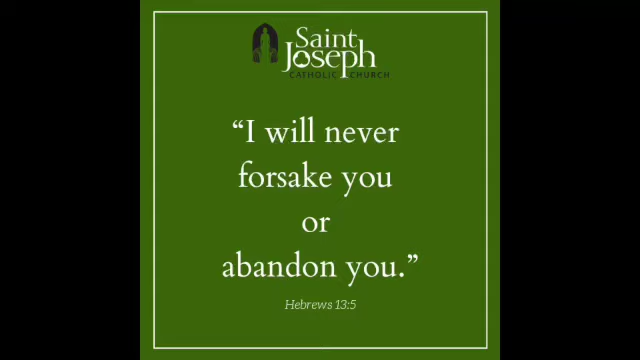 Saint
Joseph
CATHOLIC CHURCH
“I will never
forsake you
or
abandon you.”
Hebrews 13:5